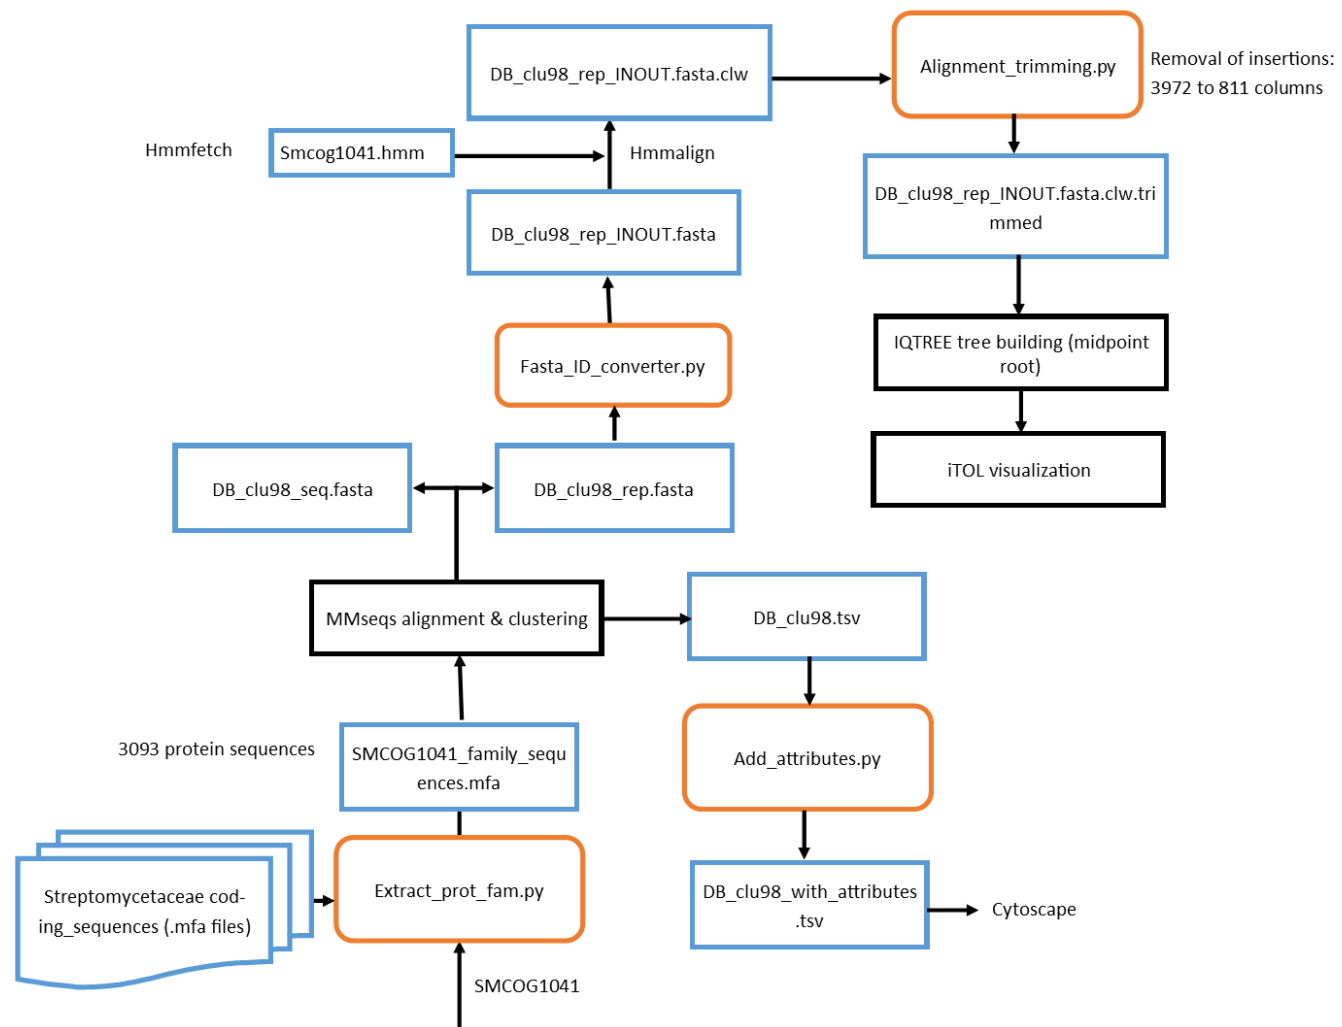 DB_clu98_rep_INOUT.fasta.clw
Alignment_trimming.py
Removal of insertions:
3972 to 811 columns
Hmmfetch
Smcog1041.hmm
Hmmalign
DB_clu98_rep_INOUT.fasta.clw.tri
mmed
DB_clu98_rep_INOUT.fasta
IQTREE tree building (midpoint
root)
Fasta_ID_converter.py
iTOL visualization
DB_clu98_seq.fasta
DB_clu98_rep.fasta
MMseqs alignment & clustering
DB_clu98.tsv
3093 protein sequences
SMCOG1041_family_sequ
ences.mfa
Add_attributes.py
Streptomycetaceae cod-
ing_sequences (.mfa files)
Extract_prot_fam.py
DB_clu98_with_attributes
.tsv
Cytoscape
SMCOG1041